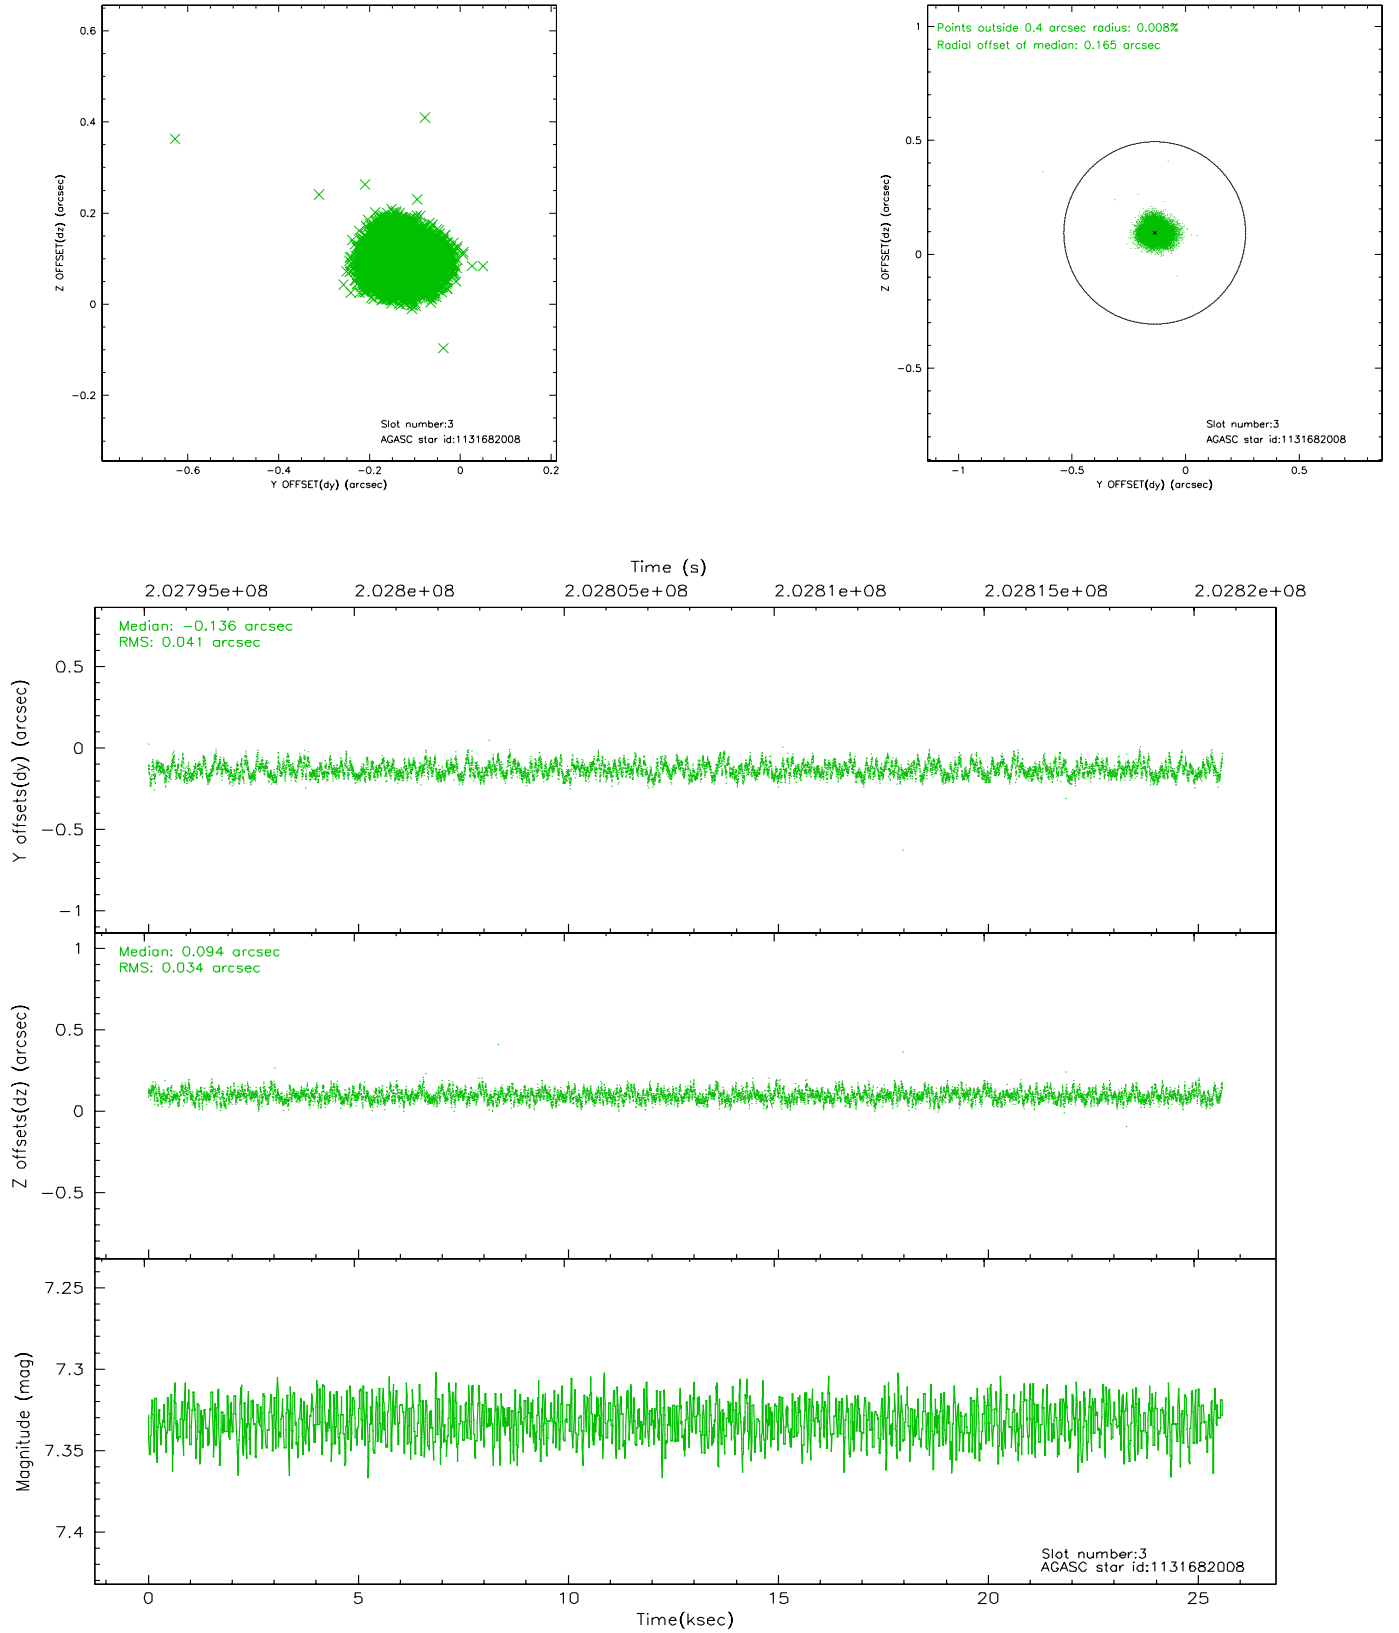 0.6
0.4
0.2
0
−0.2
Z OFFSET(dz) (arcsec)
Slot number:3
AGASC star id:1131682008
−0.6
−0.4
−0.2
0
0.2
Y OFFSET(dy) (arcsec)
Points outside 0.4 arcsec radius: 0.008%
Radial offset of median: 0.165 arcsec
1
0.5
0
−0.5
Z OFFSET(dz) (arcsec)
Slot number:3
AGASC star id:1131682008
−1
−0.5
0
0.5
Y OFFSET(dy) (arcsec)
Time (s)
2.02795e+08
2.028e+08
2.02805e+08
2.0281e+08
2.02815e+08
2.0282e+08
Median: −0.136 arcsec
RMS: 0.041 arcsec
0.5
0
−0.5
−1
Y offsets(dy) (arcsec)
Median: 0.094 arcsec
RMS: 0.034 arcsec
1
0.5
0
−0.5
Z offsets(dz) (arcsec)
7.25
7.3
7.35
7.4
Magnitude (mag)
Slot number:3
AGASC star id:1131682008
0
5
10
15
20
25
Time(ksec)